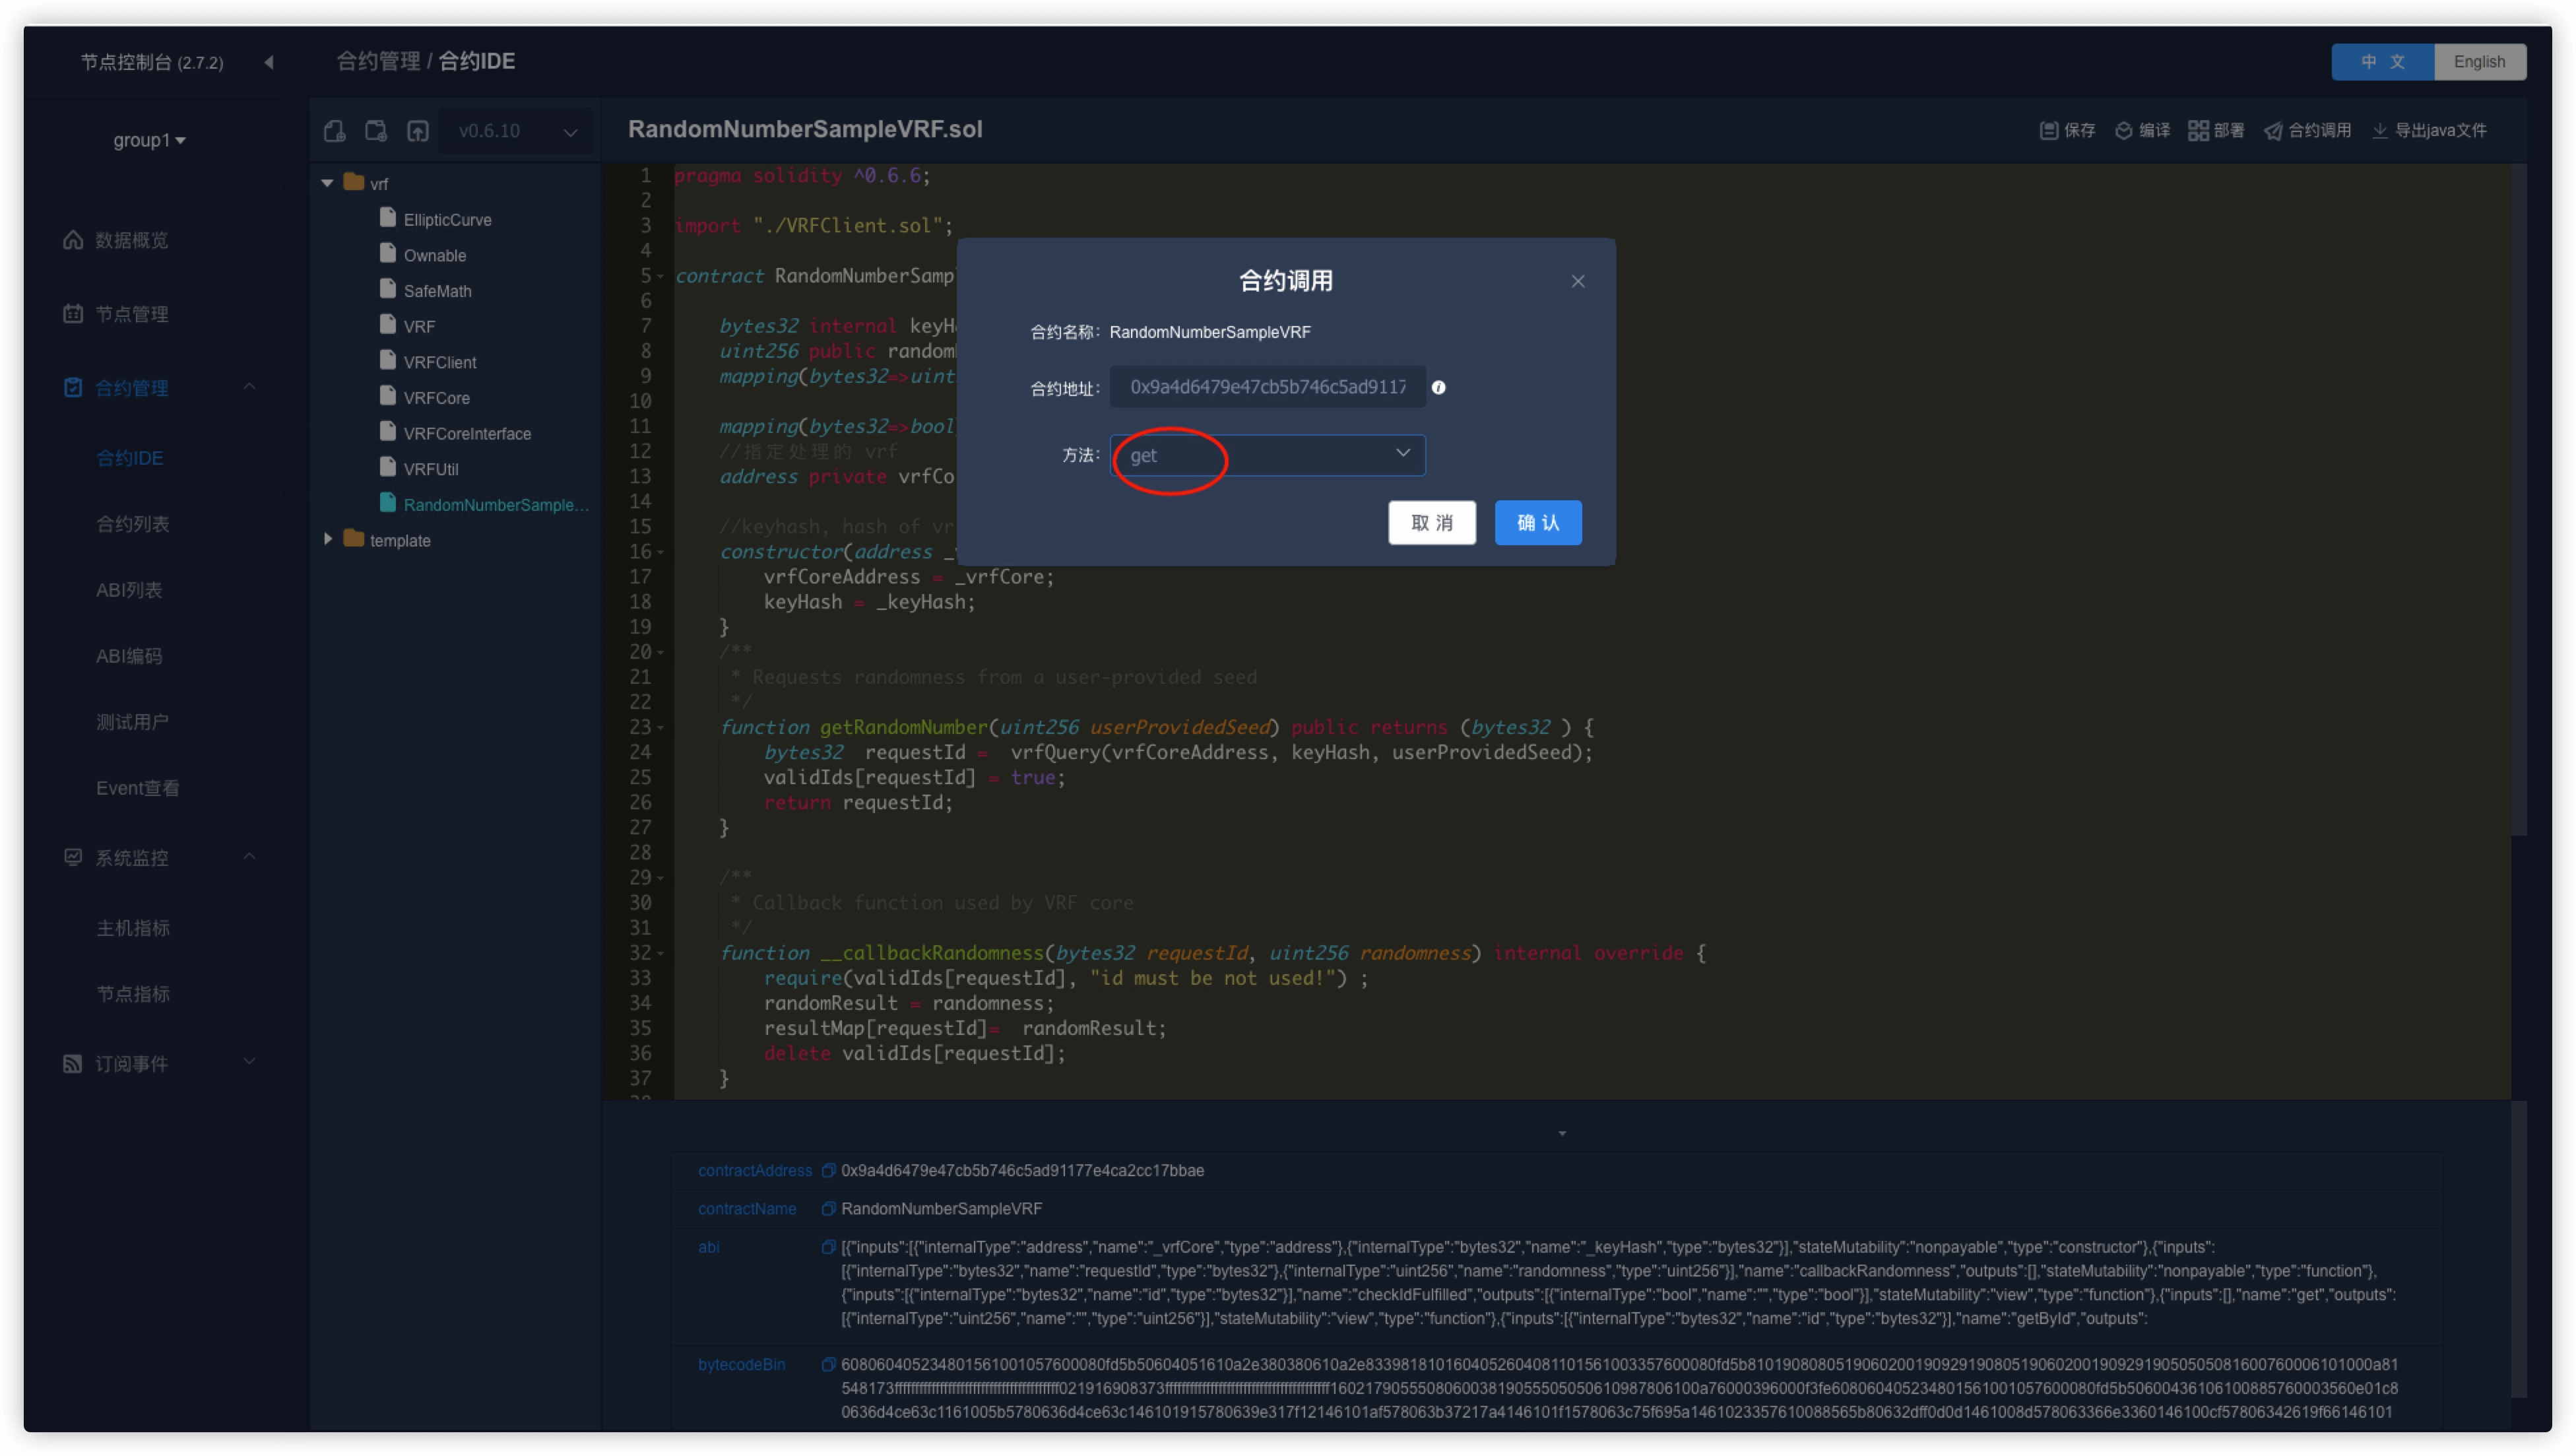 节点控制台 (2.7.2)
合约管理 / 合约IDE
中 文
English
group1
v0.6.10
RandomNumberSampleVRF.sol
保存
编译
部署
合约调用
导出java文件
数据概览
节点管理
合约管理
合约IDE
合约列表
ABI列表
ABI编码
测试用户
Event查看
系统监控
主机指标
节点指标
订阅事件
vrf
EllipticCurve
Ownable
SafeMath
VRF
VRFClient
VRFCore
VRFCoreInterface
VRFUtil
RandomNumberSample...
template
1 pragma solidity ^0.6.6;
2
3 import "./VRFClient.sol";
4
5 contract RandomNumberSamp
6
7 bytes32 internal keyH
8 uint256 public random
9 mapping(bytes32=>uint
10
11 mapping(bytes32=>bool
12 //指定处理的 vrf
13 address private vrfCo
14
15 //keyhash, hash of vr
16 constructor(address _
17 vrfCoreAddress = _vrfCore;
18 keyHash = _keyHash;
19 }
20 /**
21 * Requests randomness from a user-provided seed
22 */
23 function getRandomNumber(uint256 userProvidedSeed) public returns (bytes32 ) {
24 bytes32 requestId = vrfQuery(vrfCoreAddress, keyHash, userProvidedSeed);
25 validIds[requestId] = true;
26 return requestId;
27 }
28
29 /**
30 * Callback function used by VRF core
31 */
32 function __callbackRandomness(bytes32 requestId, uint256 randomness) internal override {
33 require(validIds[requestId], "id must be not used!") ;
34 randomResult = randomness;
35 resultMap[requestId]= randomResult;
36 delete validIds[requestId];
37 }
合约调用
合约名称: RandomNumberSampleVRF
合约地址: 0x9a4d6479e47cb5b746c5ad9117
方法: get
取 消
确 认
contractAddress 0x9a4d6479e47cb5b746c5ad91177e4ca2cc17bbae
contractName RandomNumberSampleVRF
abi [{"inputs":[{"internalType":"address","name":"_vrfCore","type":"address"},{"internalType":"bytes32","name":"_keyHash","type":"bytes32"}],"stateMutability":"nonpayable","type":"constructor"},{"inputs":
[{"internalType":"bytes32","name":"requestId","type":"bytes32"},{"internalType":"uint256","name":"randomness","type":"uint256"}],"name":"callbackRandomness","outputs":[],"stateMutability":"nonpayable","type":"function"},
{"inputs":[{"internalType":"bytes32","name":"id","type":"bytes32"}],"name":"checkIdFulfilled","outputs":[{"internalType":"bool","name":"","type":"bool"}],"stateMutability":"view","type":"function"},{"inputs":[],"name":"get","outputs":
[{"internalType":"uint256","name":"","type":"uint256"}],"stateMutability":"view","type":"function"},{"inputs":[{"internalType":"bytes32","name":"id","type":"bytes32"}],"name":"getById","outputs":
bytecodeBin